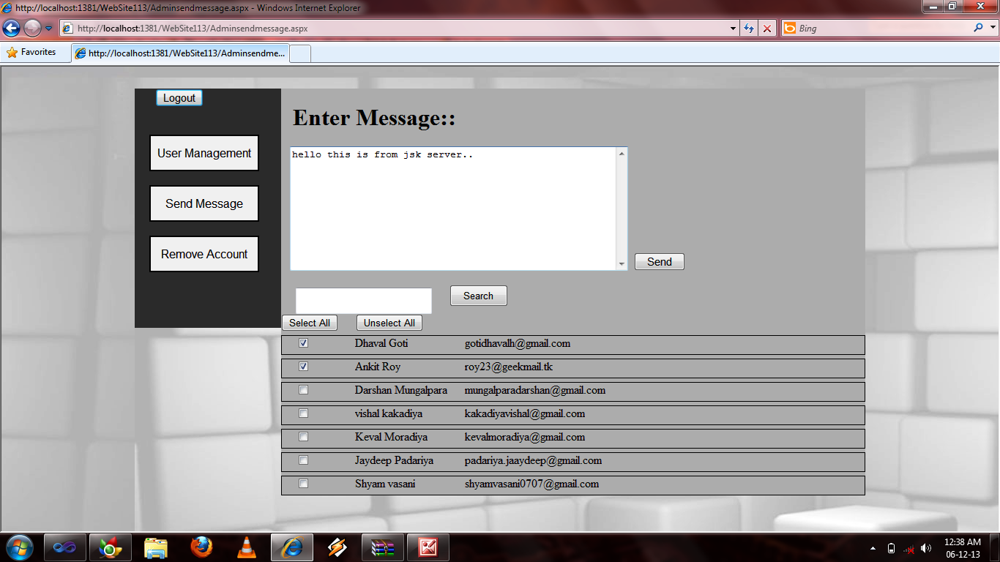 http://localhost:1381/WebSite113/Adminsendmessage.aspx - Windows Internet Explorer
http://localhost:1381/WebSite113/Adminsendmessage.aspx
Bing
Favorites
http://localhost:1381/WebSite113/Adminsendme...
Logout
User Management
Send Message
Remove Account
Enter Message::
hello this is from jsk server..
Send
Search
Select All Unselect All
Dhaval Goti gotidhavalh@gmail.com
Ankit Roy roy23@geekmail.tk
Darshan Mungalpara mungalparadarshan@gmail.com
vishal kakadiya kakadiyavishal@gmail.com
Keval Moradiya kevalmoradiya@gmail.com
Jaydeep Padariya padariya.jaaydeep@gmail.com
Shyam vasani shyamvasani0707@gmail.com
12:38 AM
06-12-13